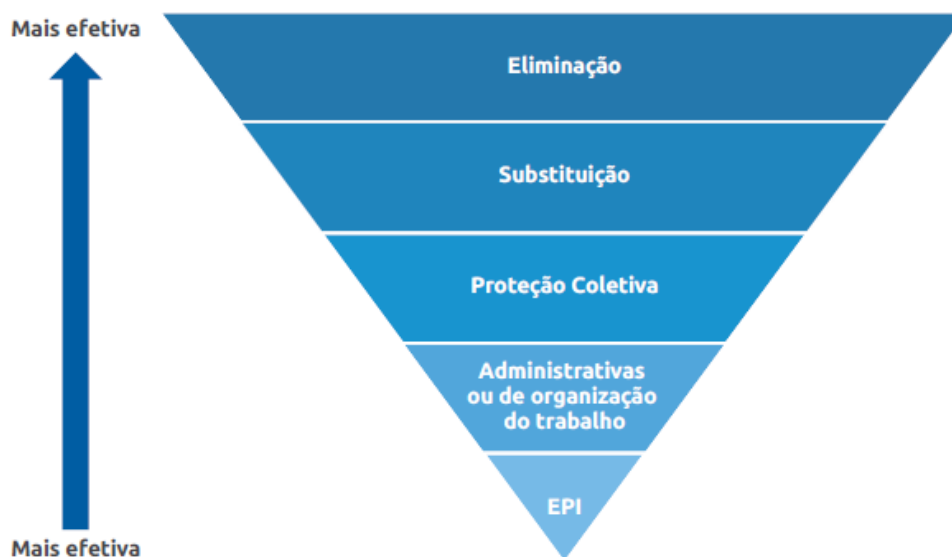 Mais efetiva
Eliminação
Substituição
Proteção Coletiva
Administrativas
ou de organização
do trabalho
EPI
Mais efetiva